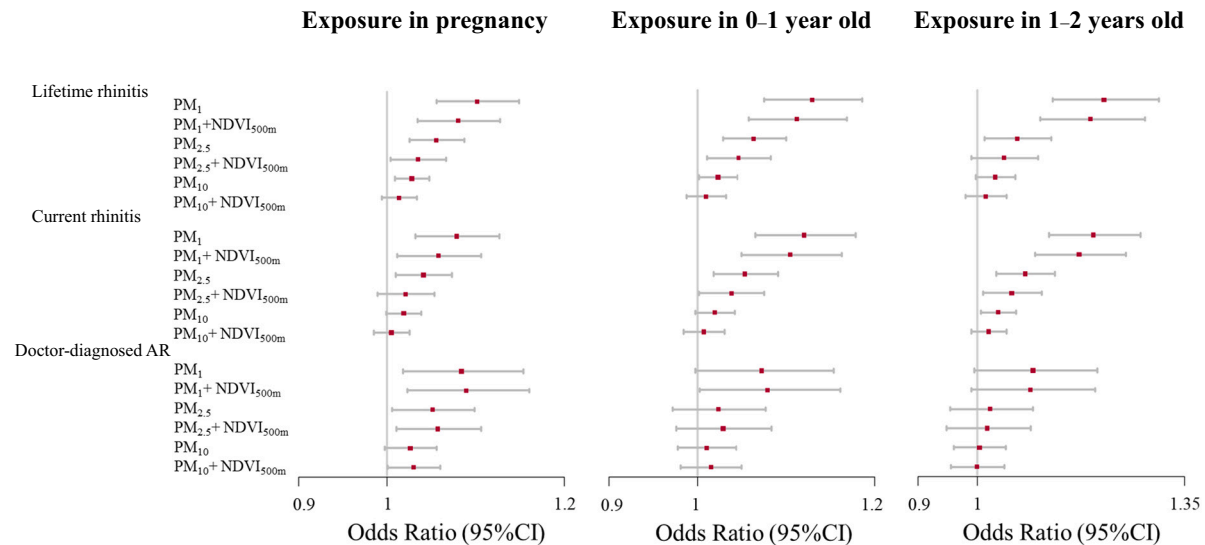 Exposure in pregnancy Exposure in 0–1 year old Exposure in 1–2 years old
Lifetime rhinitis
PM₁
PM₁+NDVI₅₀₀ₘ
PM₂.₅
PM₂.₅+ NDVI₅₀₀ₘ
PM₁₀
PM₁₀+ NDVI₅₀₀ₘ
Current rhinitis
PM₁
PM₁+ NDVI₅₀₀ₘ
PM₂.₅
PM₂.₅+ NDVI₅₀₀ₘ
PM₁₀
PM₁₀+ NDVI₅₀₀ₘ
Doctor-diagnosed AR
PM₁
PM₁+ NDVI₅₀₀ₘ
PM₂.₅
PM₂.₅+ NDVI₅₀₀ₘ
PM₁₀
PM₁₀+ NDVI₅₀₀ₘ
0.9 1 1.2 0.9 1 1.2 0.9 1 1.35
Odds Ratio (95%CI) Odds Ratio (95%CI) Odds Ratio (95%CI)